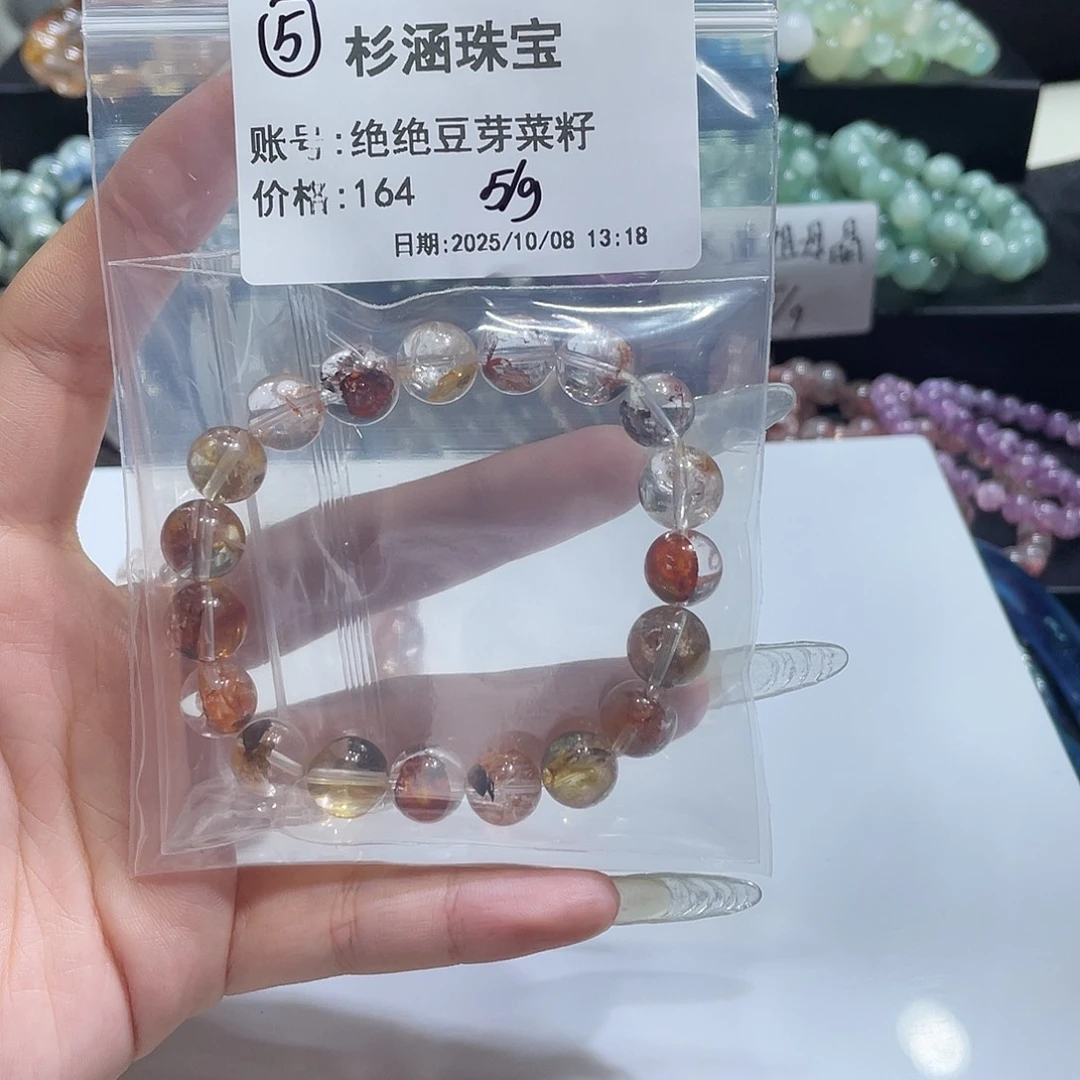 ⑤ 杉涵珠宝
账号:绝绝豆芽菜籽
价格:164 5/g
日期:2025/10/08 13:18
/g